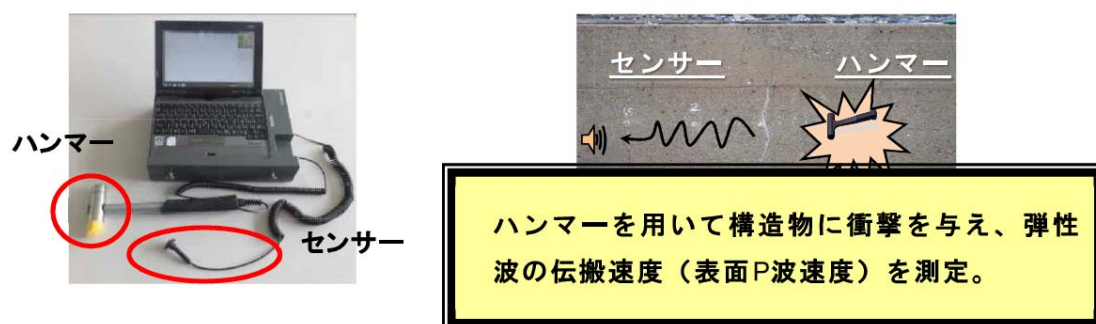 ハンマー
センサー
センサー
ハンマー
ハンマーを用いて構造物に衝撃を与え、弾性
波の伝搬速度（表面P波速度）を測定。